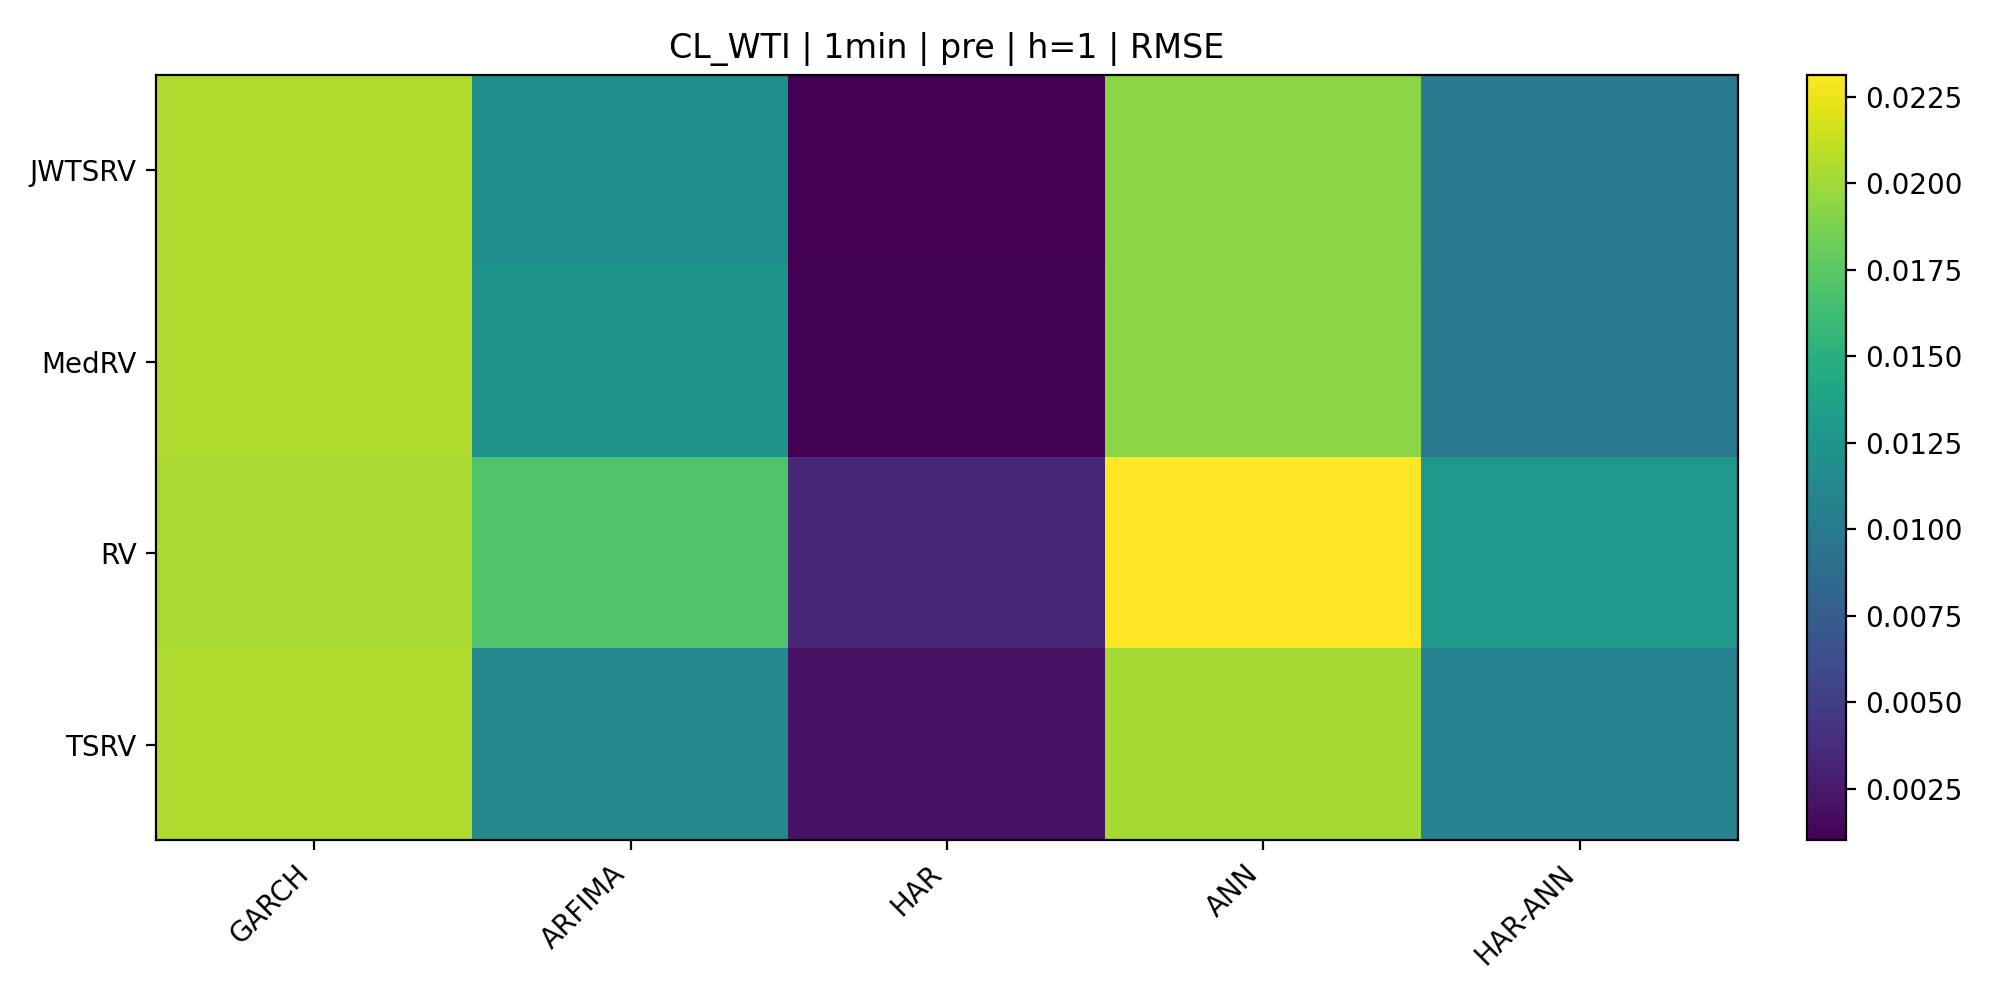 CL_WTI | 1min | pre | h=1 | RMSE
JWTSRV
MedRV
RV
TSRV
GARCH
ARFIMA
HAR
ANN
HAR-ANN
0.0225
0.0200
0.0175
0.0150
0.0125
0.0100
0.0075
0.0050
0.0025